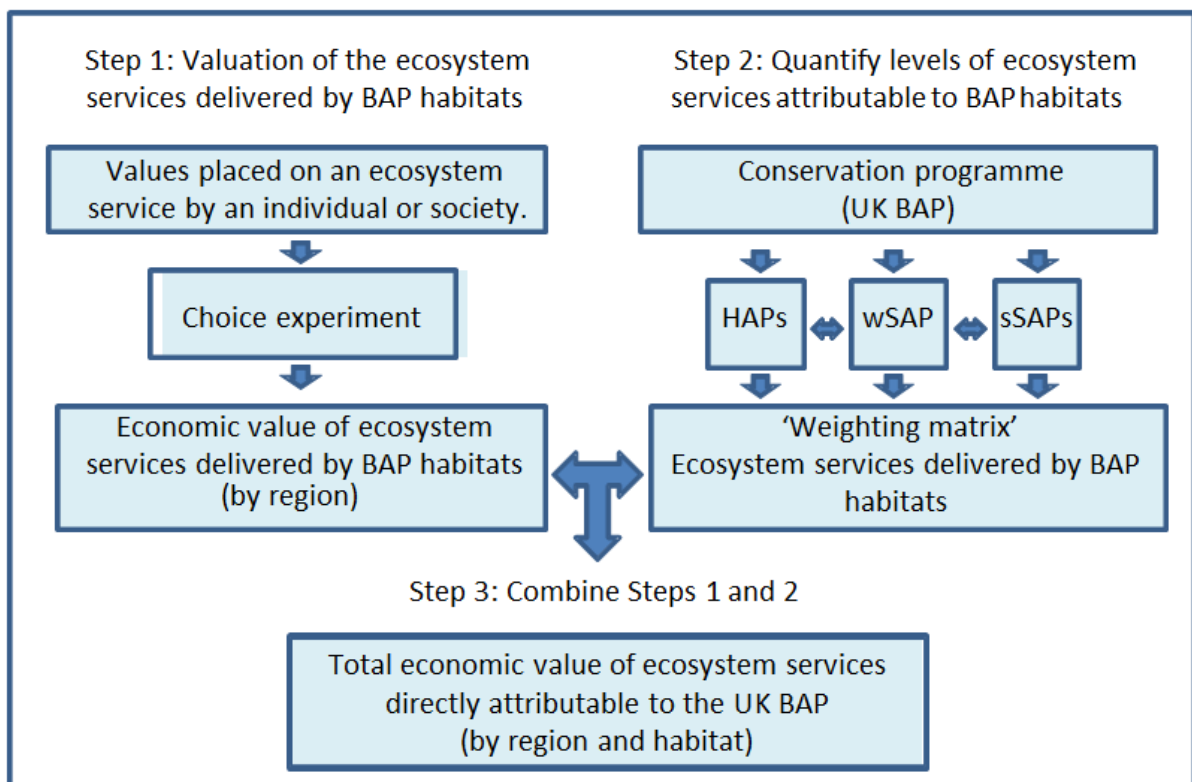 Step 1: Valuation of the ecosystem
services delivered by BAP habitats
Values placed on an ecosystem
service by an individual or society.
Choice experiment
Economic value of ecosystem
services delivered by BAP habitats
(by region)
Step 2: Quantify levels of ecosystem
services attributable to BAP habitats
Conservation programme
(UK BAP)
HAPs
wSAP
sSAPs
‘Weighting matrix’
Ecosystem services delivered by BAP
habitats
Step 3: Combine Steps 1 and 2
Total economic value of ecosystem services
directly attributable to the UK BAP
(by region and habitat)